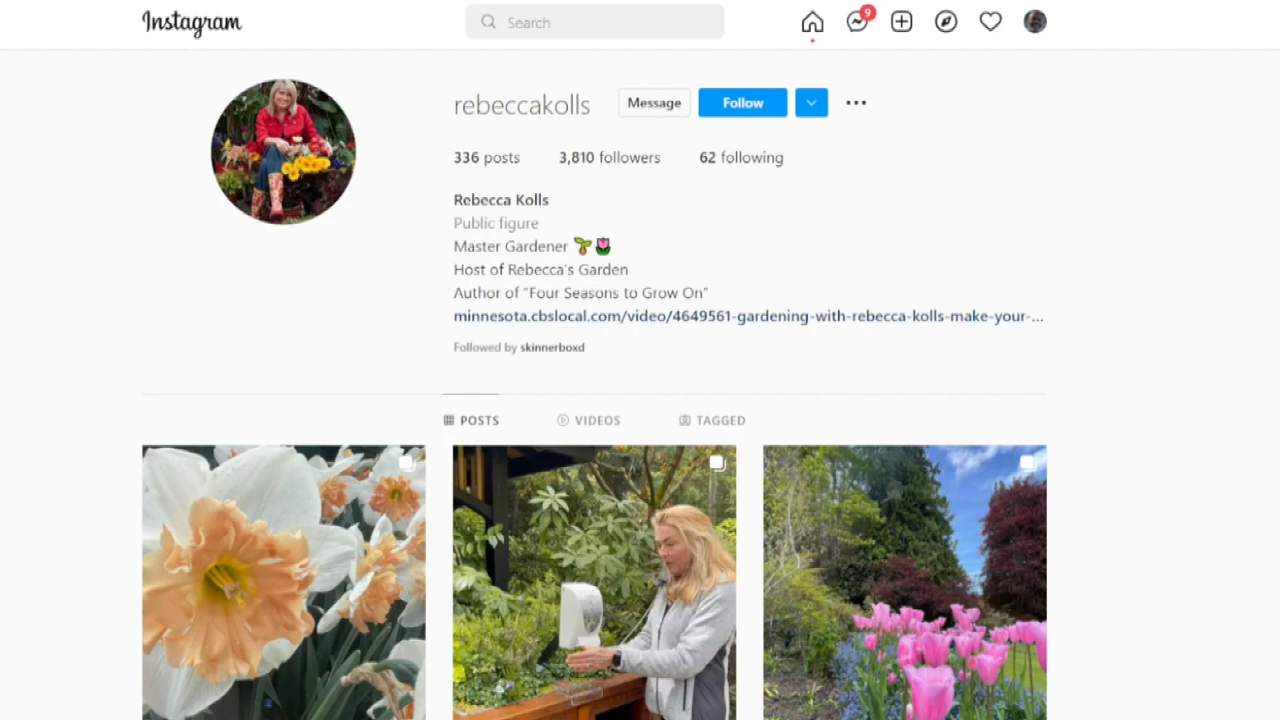 Instagram
Search
9
rebeccakolls
Message
Follow
336 posts 3,810 followers 62 following
Rebecca Kolls
Public figure
Master Gardener 🌱🌷
Host of Rebecca's Garden
Author of "Four Seasons to Grow On"
minnesota.cbslocal.com/video/4649561-gardening-with-rebecca-kolls-make-your-...
Followed by skinnerboxd
POSTS VIDEOS TAGGED